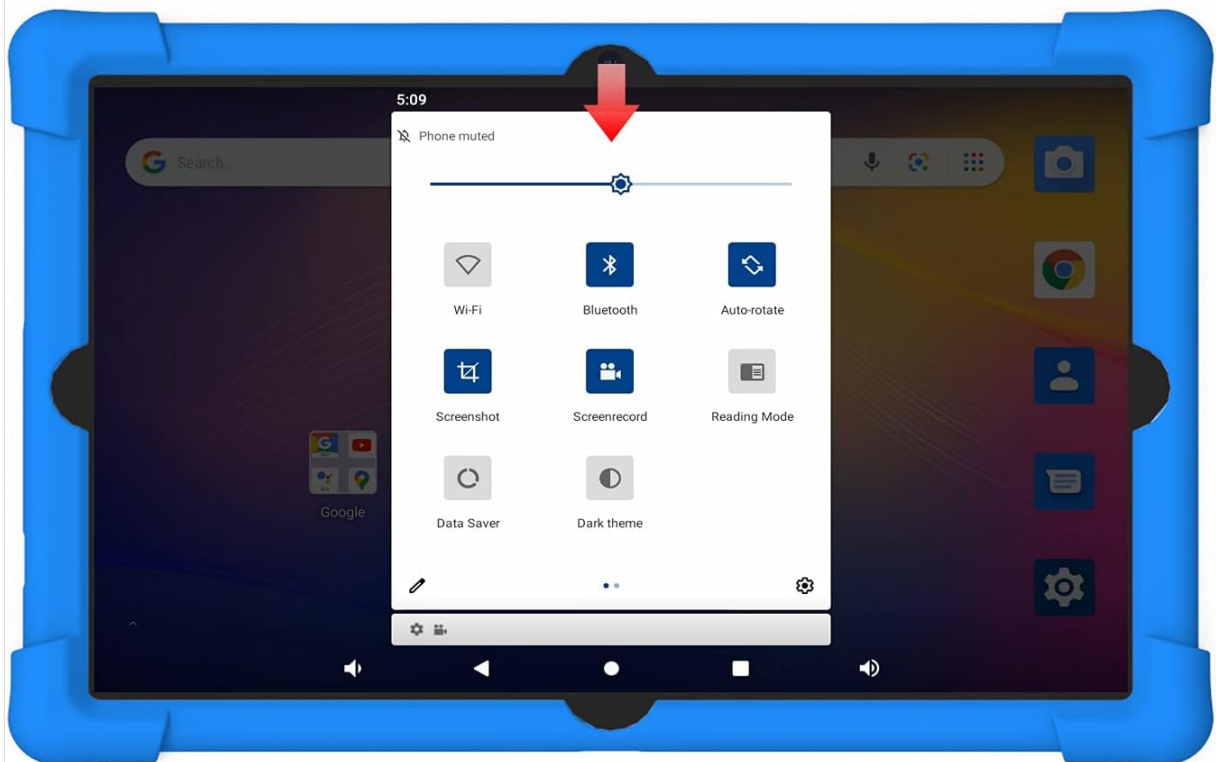 5:09
Phone muted
Search...
Wi-Fi
Bluetooth
Auto-rotate
Screenshot
Screenrecord
Reading Mode
Google
Data Saver
Dark theme